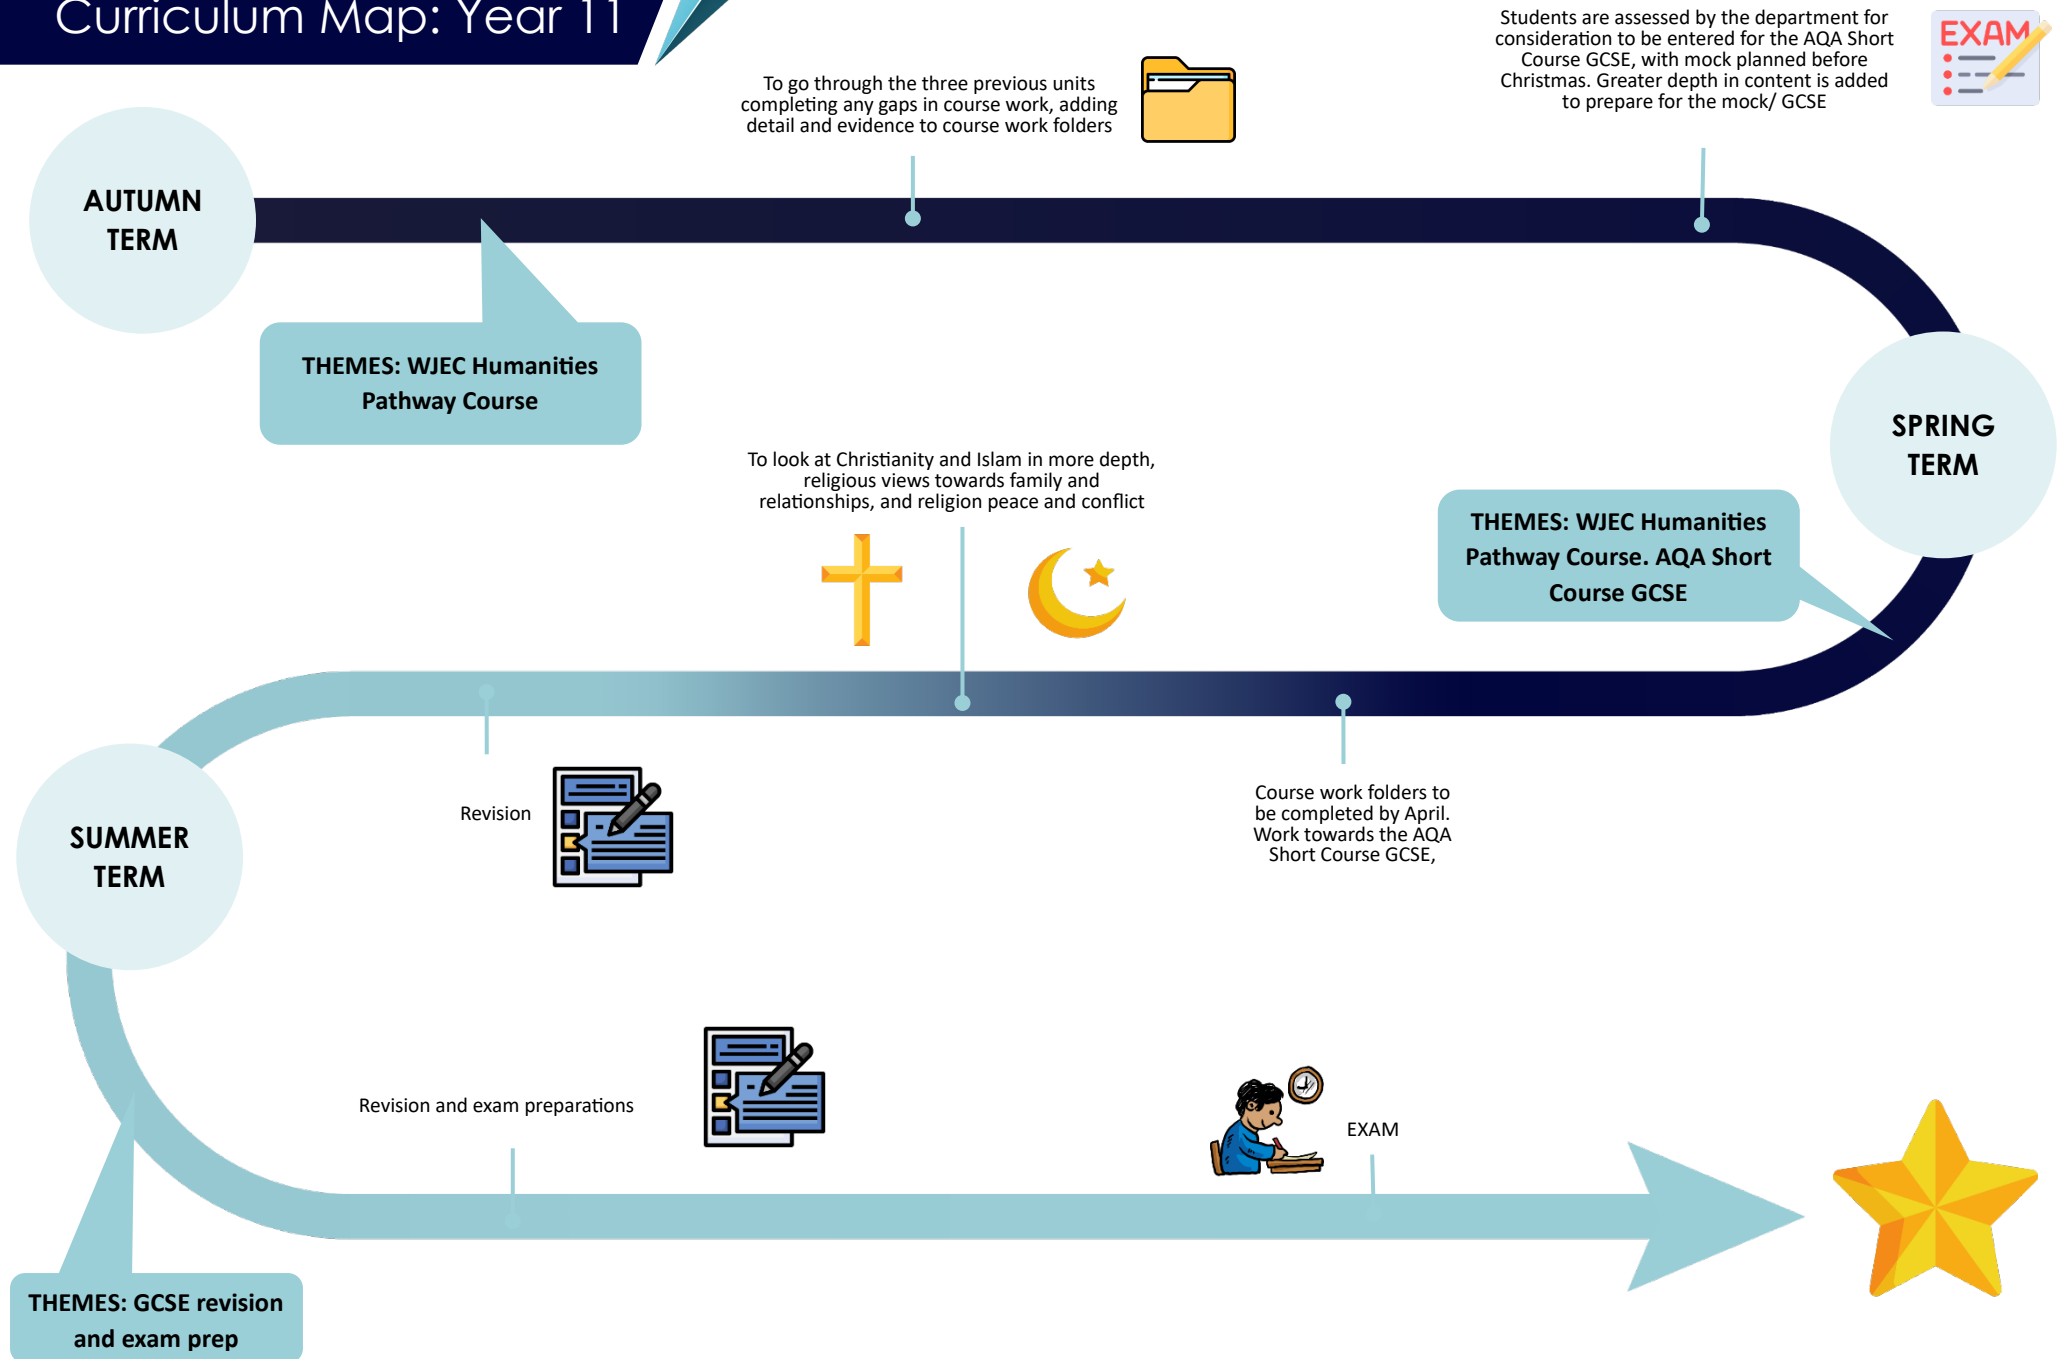 Curriculum Map: Year 11
To go through the three previous units
completing any gaps in course work, adding
detail and evidence to course work folders
Students are assessed by the department for
consideration to be entered for the AQA Short
Course GCSE, with mock planned before
Christmas. Greater depth in content is added
to prepare for the mock/ GCSE
EXAM
AUTUMN
TERM
THEMES: WJEC Humanities
Pathway Course
SPRING
TERM
THEMES: WJEC Humanities
Pathway Course. AQA Short
Course GCSE
To look at Christianity and Islam in more depth,
religious views towards family and
relationships, and religion peace and conflict
Course work folders to
be completed by April.
Work towards the AQA
Short Course GCSE,
Revision
SUMMER
TERM
Revision and exam preparations
EXAM
THEMES: GCSE revision
and exam prep